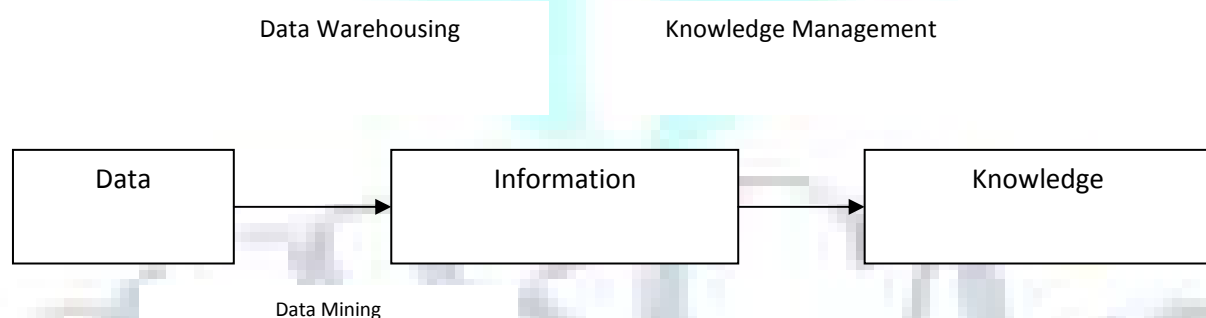 Data Warehousing Knowledge Management
Data Information Knowledge
Data Mining